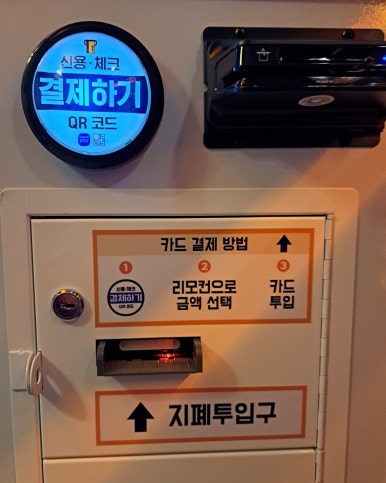 신용·체크
결제하기
QR 코드
카드 결제 방법
1
2
3
신용·체크
결제하기
QR 코드
리모컨으로
금액 선택
카드
투입
지폐투입구